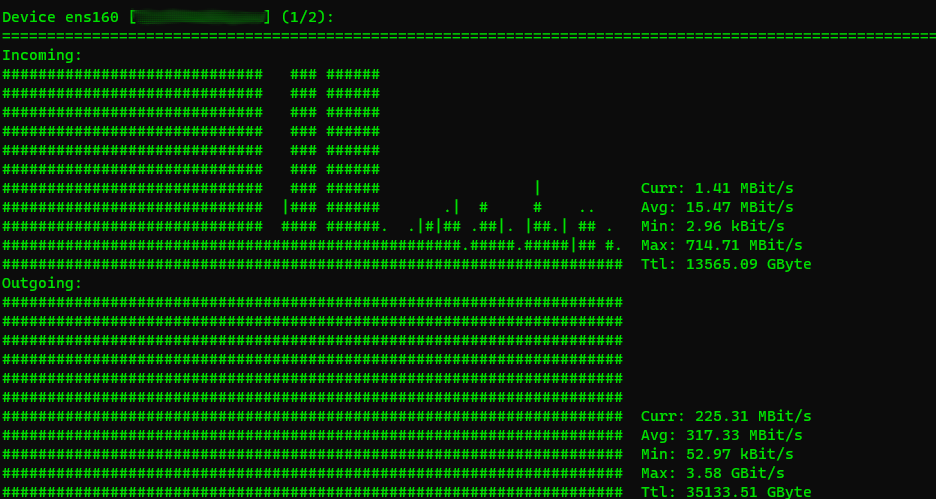 Device ens160 [] (1/2):
========================================================================================================
Incoming:
#############################   ### ######
#############################   ### ######
#############################   ### ######
#############################   ### ######
#############################   ### ######
#############################   ### ######
#############################   ### ######                 |           Curr: 1.41 MBit/s
#############################  |### ######       .|  #     #    ..     Avg: 15.47 MBit/s
#############################  #### ######.  .|#|## .##|. |##.| ## .   Min: 2.96 kBit/s
###################################################.#####.#####|## #.  Max: 714.71 MBit/s
#####################################################################  Ttl: 13565.09 GByte
Outgoing:
#####################################################################
#####################################################################
#####################################################################
#####################################################################
#####################################################################
#####################################################################
#####################################################################  Curr: 225.31 MBit/s
#####################################################################  Avg: 317.33 MBit/s
#####################################################################  Min: 52.97 kBit/s
#####################################################################  Max: 3.58 GBit/s
#####################################################################  Ttl: 35133.51 GByte